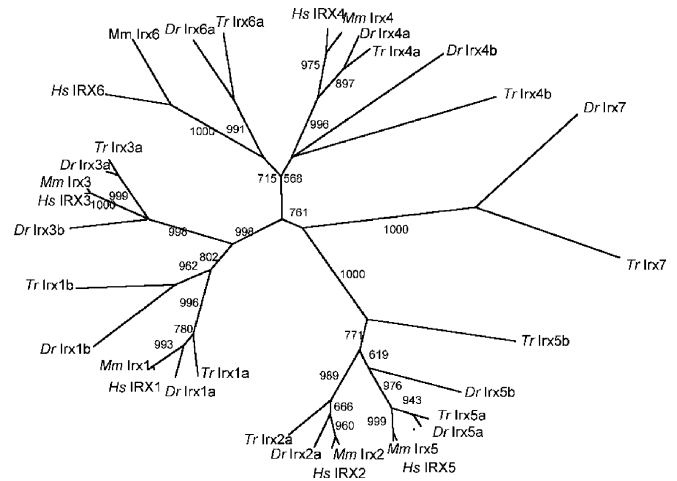 Hs IRX4
Mm Irx4
Tr Irx6a
Dr Irx6a
Mm Irx6
Dr Irx4a
Tr Irx4a
Dr Irx4b
975
897
Hs IRX6
Tr Irx4b
Dr Irx7
996
991
1000
715
568
Tr Irx3a
Dr Irx3a
Mm Irx3
Hs IRX3
999
1000
761
Dr Irx3b
998
998
1000
802
962
Tr Irx7
1000
Tr Irx1b
996
780
771
Tr Irx5b
Dr Irx1b
993
619
Mm Irx1
Tr Irx1a
Hs IRX1
Dr Irx1a
989
976
Dr Irx5b
943
666
Tr Irx5a
960
999
Dr Irx5a
Tr Irx2a
Dr Irx2a
Mm Irx2
Mm Irx5
Hs IRX2
Hs IRX5